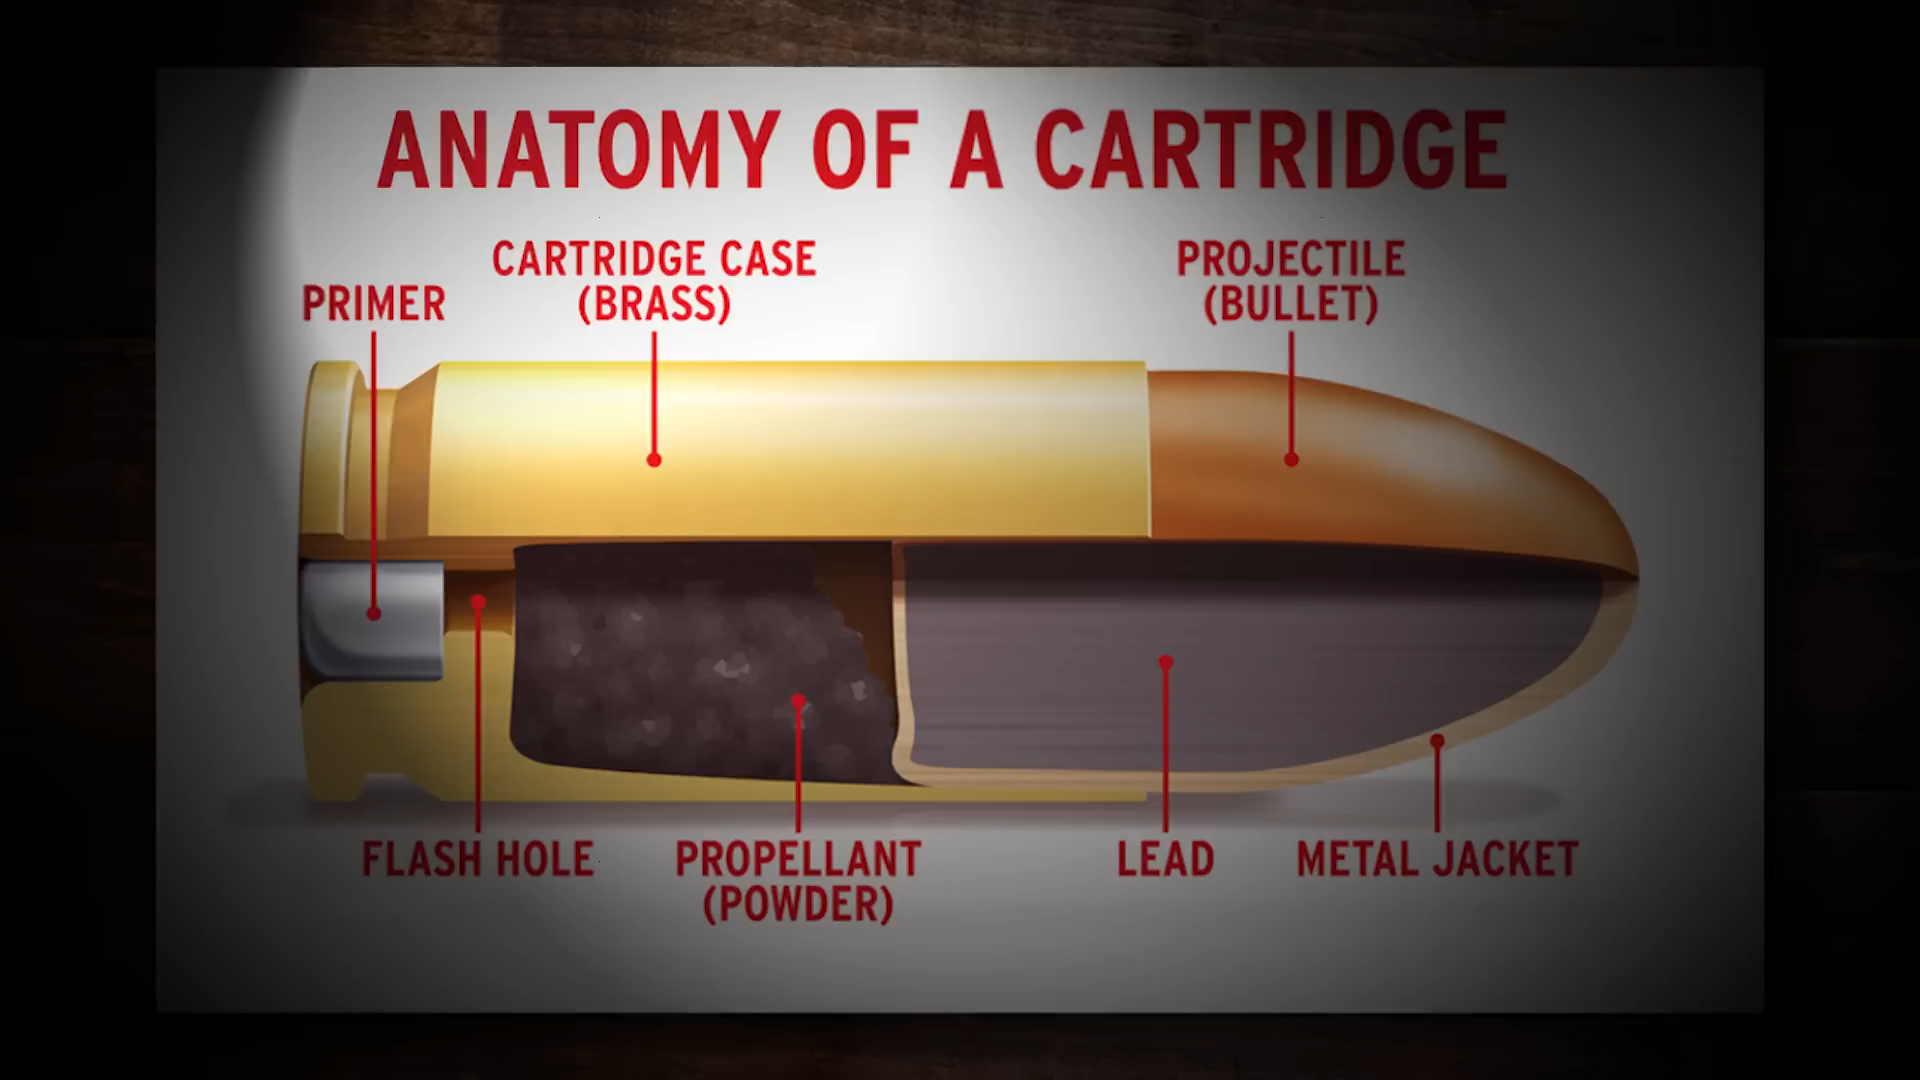 ANATOMY OF A CARTRIDGE
PRIMER
CARTRIDGE CASE
(BRASS)
PROJECTILE
(BULLET)
FLASH HOLE
PROPELLANT
(POWDER)
LEAD
METAL JACKET